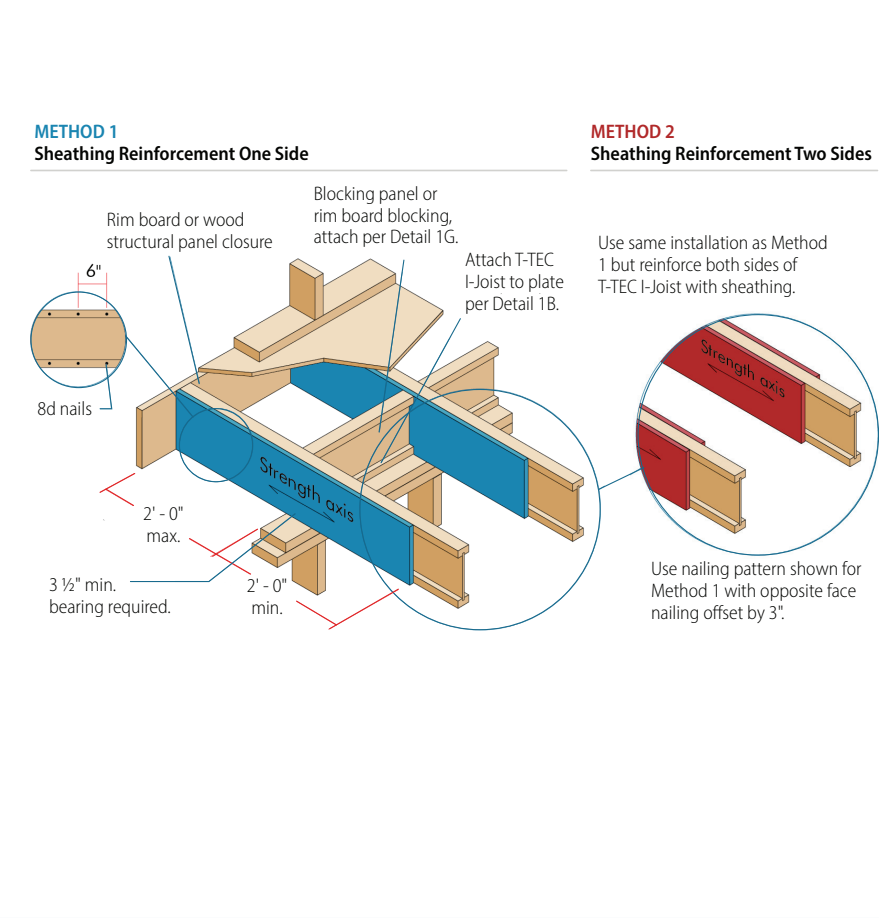 METHOD 1
Sheathing Reinforcement One Side
Rim board or wood
structural panel closure
Blocking panel or
rim board blocking,
attach per Detail 1G.
Attach T-TEC
I-Joist to plate
per Detail 1B.
6"
8d nails
Strength axis
2' - 0"
max.
3 ½" min.
bearing required.
2' - 0"
min.
METHOD 2
Sheathing Reinforcement Two Sides
Use same installation as Method
1 but reinforce both sides of
T-TEC I-Joist with sheathing.
Strength axis
Use nailing pattern shown for
Method 1 with opposite face
nailing offset by 3".